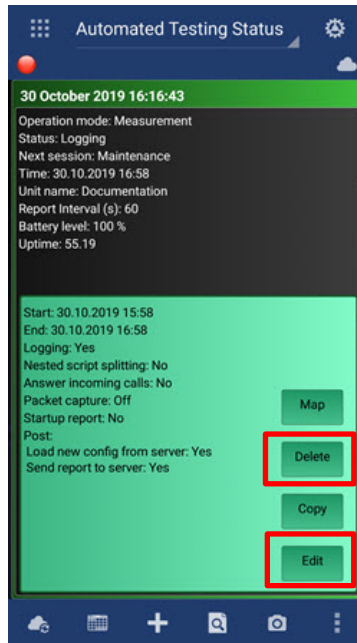 Automated Testing Status
30 October 2019 16:16:43
Operation mode: Measurement
Status: Logging
Next session: Maintenance
Time: 30.10.2019 16:58
Unit name: Documentation
Report Interval (s): 60
Battery level: 100 %
Uptime: 55.19
Start: 30.10.2019 15:58
End: 30.10.2019 16:58
Logging: Yes
Nested script splitting: No
Answer incoming calls: No
Packet capture: Off
Startup report: No
Post:
Load new config from server: Yes
Send report to server: Yes
Map
Delete
Copy
Edit